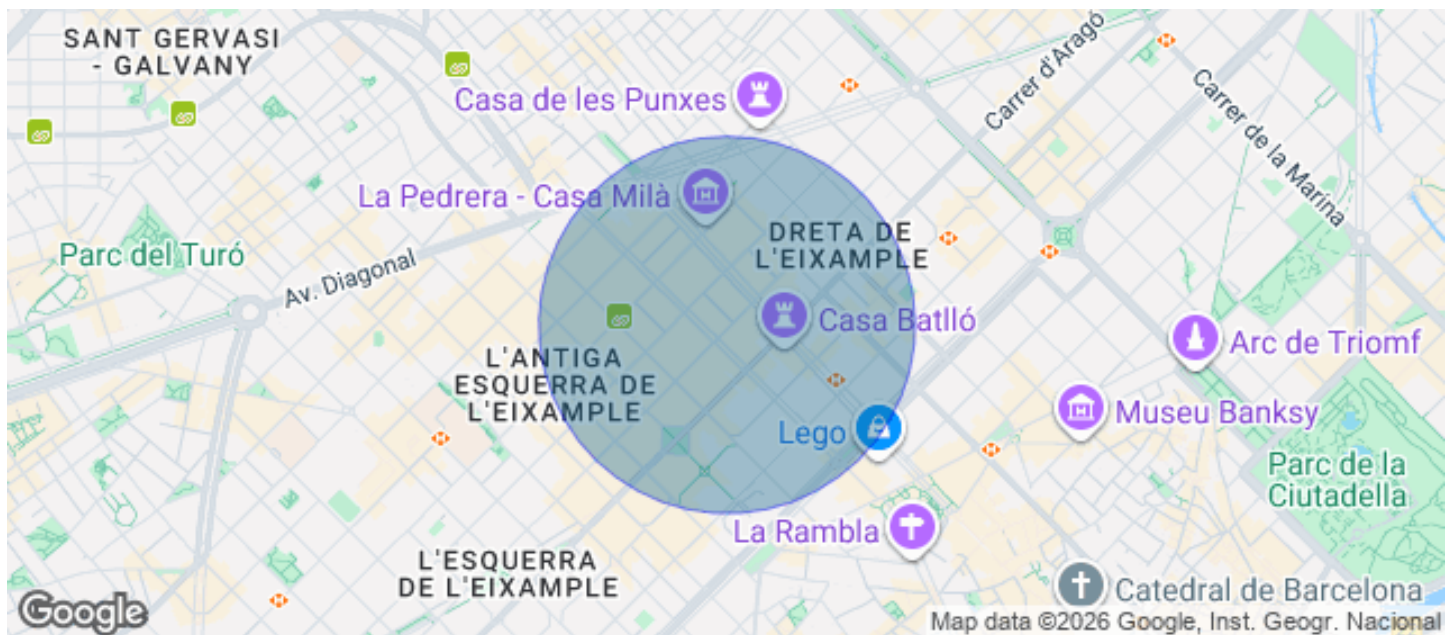 SANT GERVASI
- GALVANY
Casa de les Punxes
Carrer d'Aragó
Carrer de la Marina
La Pedrera - Casa Milà
DRETA DE
L'EIXAMPLE
Parc del Turó
Av. Diagonal
Casa Batlló
Arc de Triomf
L'ANTIGA
ESQUERRA DE
L'EIXAMPLE
Museu Banksy
Lego
Parc de la
Ciutadella
La Rambla
L'ESQUERRA
DE L'EIXAMPLE
Catedral de Barcelona
Google
Map data ©2026 Google, Inst. Geogr. Nacional